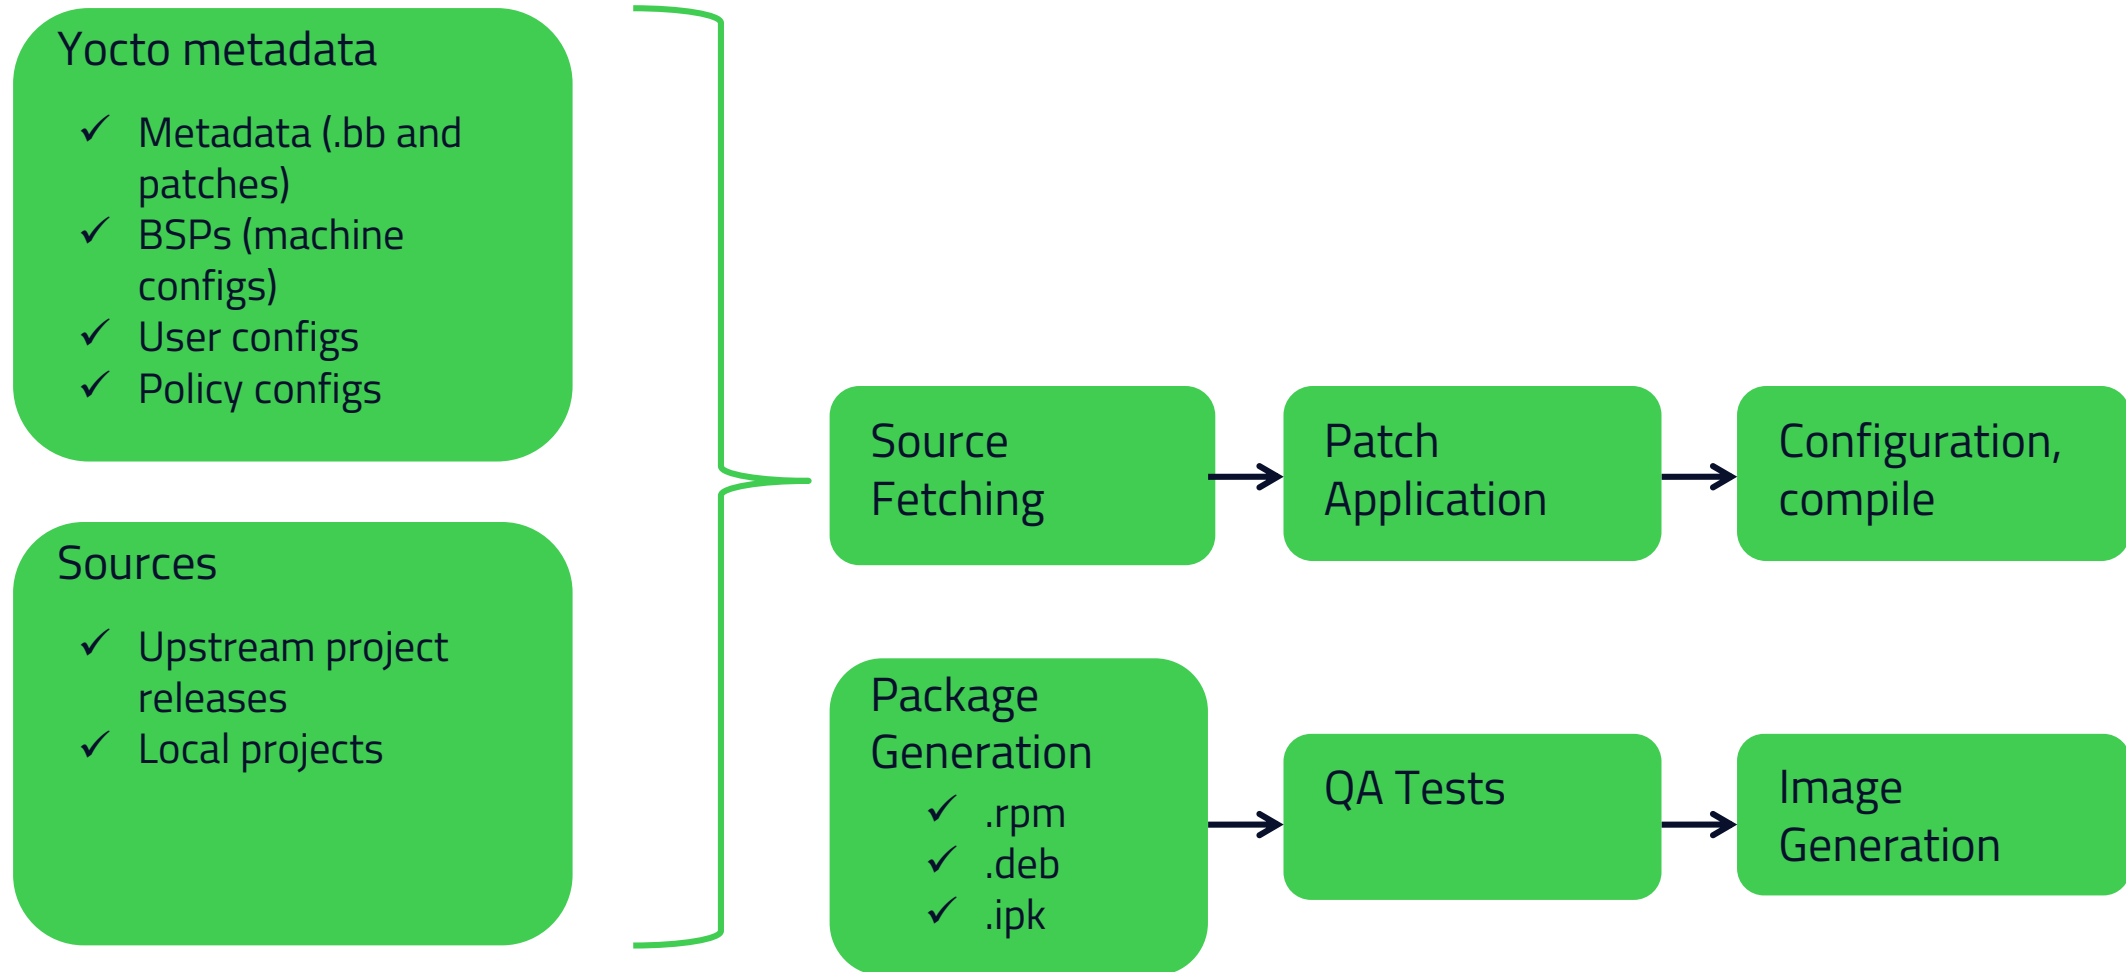 Yocto metadata
✓ Metadata (.bb and
patches)
✓ BSPs (machine
configs)
✓ User configs
✓ Policy configs
Sources
✓ Upstream project
releases
✓ Local projects
Source
Fetching
Patch
Application
Configuration,
compile
Package
Generation
✓ .rpm
✓ .deb
✓ .ipk
QA Tests
Image
Generation